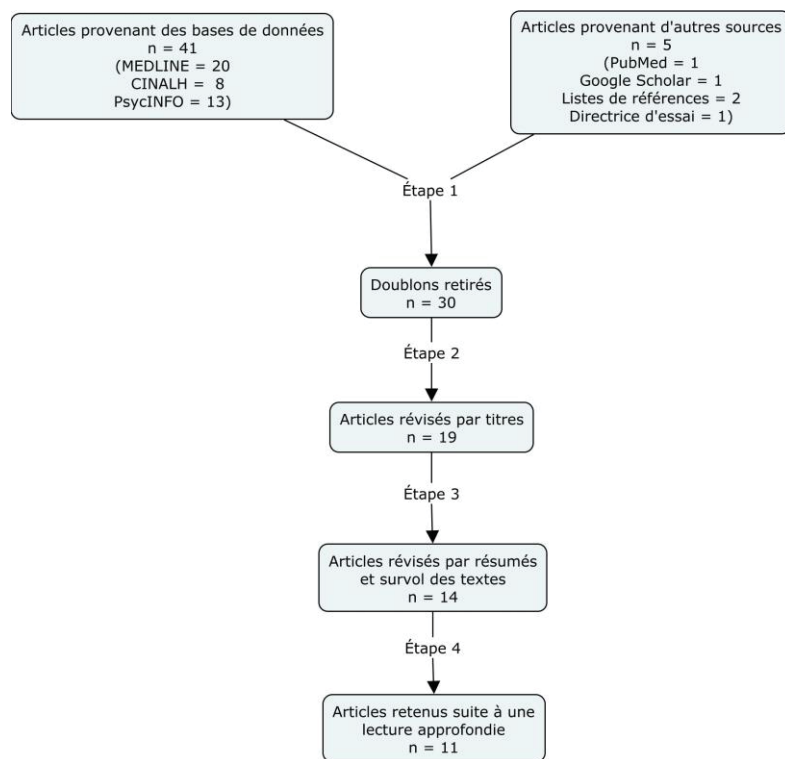 Articles provenant des bases de données
n = 41
(MEDLINE = 20
CINALH = 8
PsycINFO = 13)
Articles provenant d'autres sources
n = 5
(PubMed = 1
Google Scholar = 1
Listes de références = 2
Directrice d'essai = 1)
Étape 1
Doublons retirés
n = 30
Étape 2
Articles révisés par titres
n = 19
Étape 3
Articles révisés par résumés
et survol des textes
n = 14
Étape 4
Articles retenus suite à une
lecture approfondie
n = 11